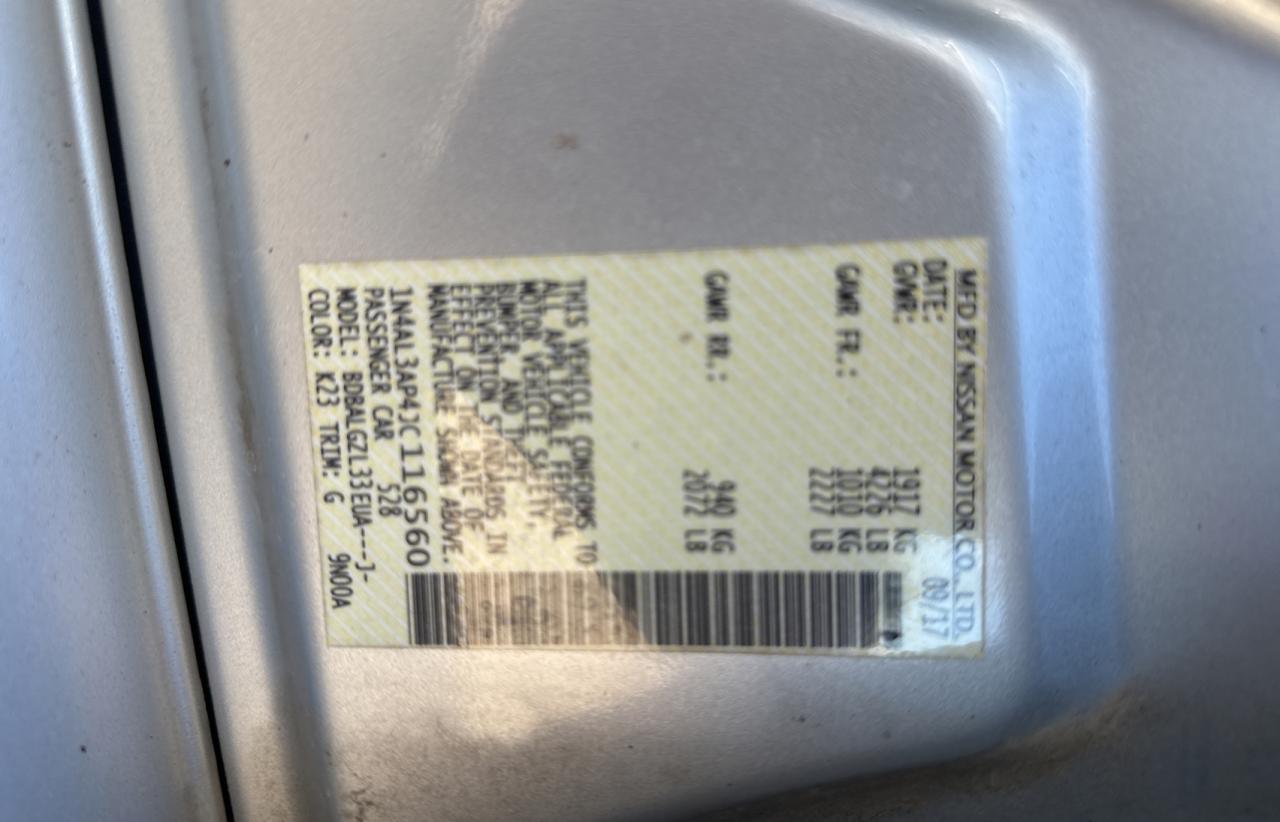 MFD BY NISSAN MOTOR CO., LTD.
DATE: 09/17
GVWR: 1917 KG
4226 LB
GAWR FR.: 1010 KG
2227 LB
GAWR RR.: 940 KG
2072 LB
THIS VEHICLE CONFORMS TO
ALL APPLICABLE FEDERAL
MOTOR VEHICLE SAFETY,
BUMPER, AND THEFT
PREVENTION STANDARDS IN
EFFECT ON THE DATE OF
MANUFACTURE SHOWN ABOVE.
1N4AL3AP4JC116560
PASSENGER CAR 528
MODEL: BDBALGZL33EUA----J-
COLOR: K23 TRIM: G 9N00A